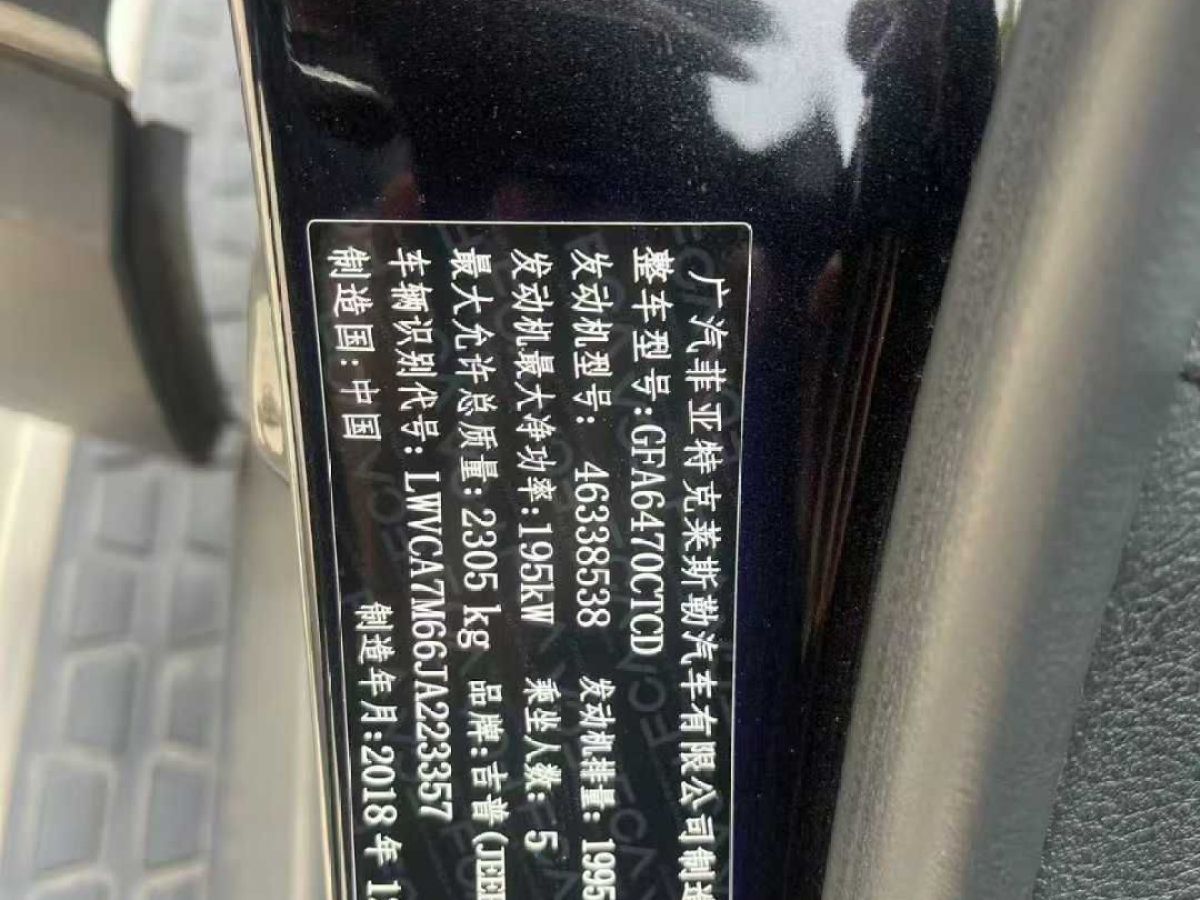 广汽菲亚特克莱斯勒汽车有限公司制造
整车型号:GFA6470CTCD
发动机型号: 46338538 发动机排量: 1995
发动机最大净功率:195kW 乘坐人数: 5
最大允许总质量:2305kg 品牌:吉普(JEE
车辆识别代号:LWVCA7M66JA223357
制造国:中国 制造年月:2018年1